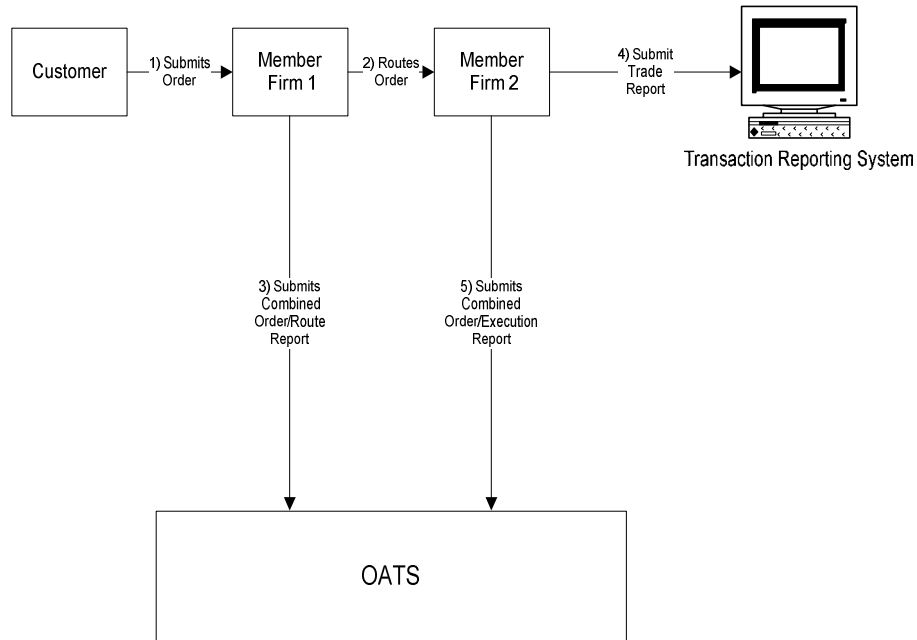 Customer
1) Submits
Order
Member
Firm 1
2) Routes
Order
Member
Firm 2
4) Submit
Trade
Report
Transaction Reporting System
3) Submits
Combined
Order/Route
Report
5) Submits
Combined
Order/Execution
Report
OATS